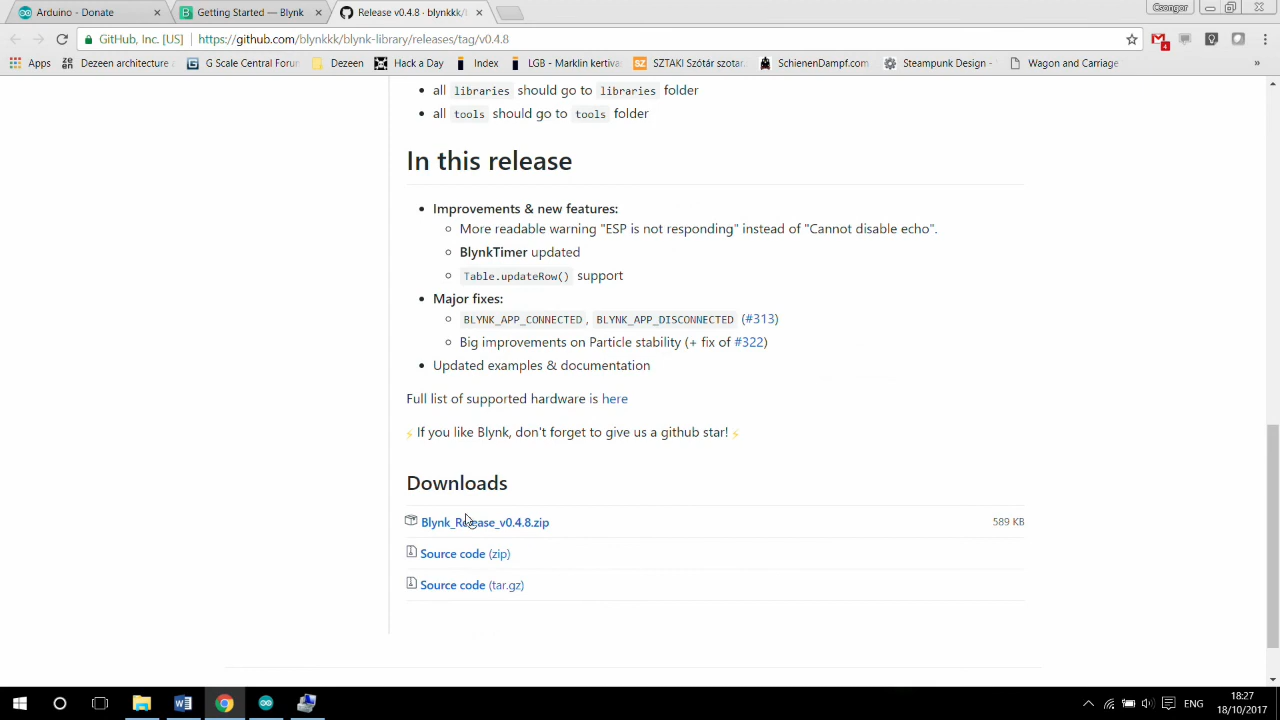 Arduino - Donate
Getting Started — Blynk
Release v0.4.8 · blynkkk/
Csongor
GitHub, Inc. [US]
https://github.com/blynkkk/blynk-library/releases/tag/v0.4.8
4
Apps
Dezeen architecture
G Scale Central Forun
Dezeen
Hack a Day
Index
LGB - Marklin kertiva
SZTAKI Szótár otar.
SchienenDampf.com
Steampunk Design -
Wagon and Carriage
»
all libraries should go to libraries folder
all tools should go to tools folder
In this release
Improvements & new features:
More readable warning "ESP is not responding" instead of "Cannot disable echo".
BlynkTimer updated
Table.updateRow() support
Major fixes:
BLYNK_APP_CONNECTED, BLYNK_APP_DISCONNECTED (#313)
Big improvements on Particle stability (+ fix of #322)
Updated examples & documentation
Full list of supported hardware is here
⚡ If you like Blynk, don't forget to give us a github star! ⚡
Downloads
Blynk_Release_v0.4.8.zip
589 KB
Source code (zip)
Source code (tar.gz)
ENG
18:27
18/10/2017